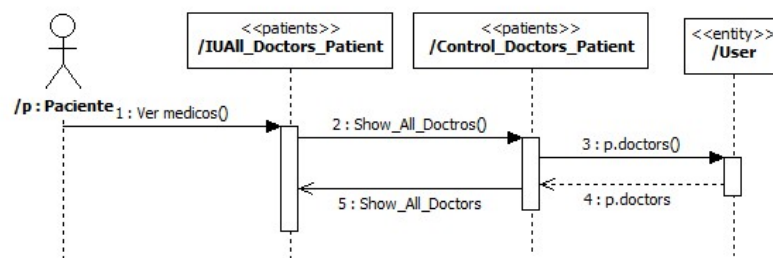 <<patients>>
/IUAll_Doctors_Patient
<<patients>>
/Control_Doctors_Patient
<<entity>>
/User
/p : Paciente
1 : Ver medicos()
2 : Show_All_Doctros()
3 : p.doctors()
4 : p.doctors
5 : Show_All_Doctors